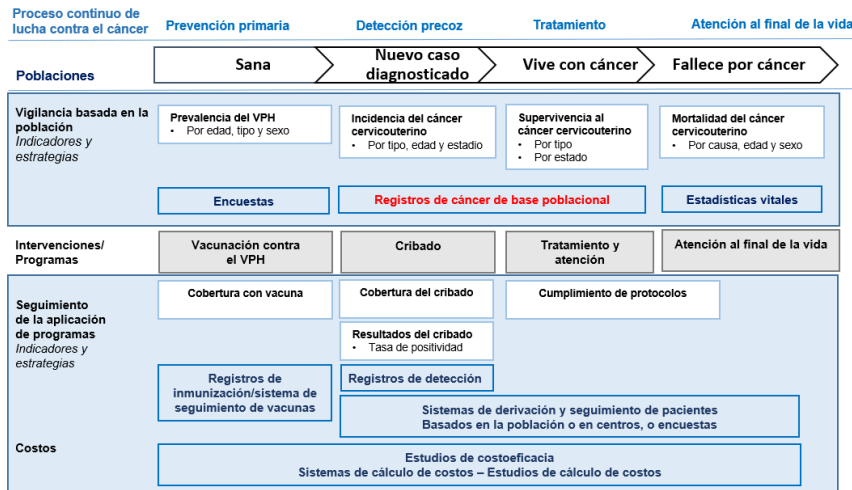 Proceso continuo de
lucha contra el cáncer
Prevención primaria
Detección precoz
Tratamiento
Atención al final de la vida
Poblaciones
Sana
Nuevo caso
diagnosticado
Vive con cáncer
Fallece por cáncer
Vigilancia basada en la
población
Indicadores y
estrategias
Prevalencia del VPH
• Por edad, tipo y sexo
Incidencia del cáncer
cervicouterino
• Por tipo, edad y estadio
Supervivencia al
cáncer cervicouterino
• Por tipo
• Por estado
Mortalidad del cáncer
cervicouterino
• Por causa, edad y sexo
Encuestas
Registros de cáncer de base poblacional
Estadísticas vitales
Intervenciones/
Programas
Vacunación contra
el VPH
Cribado
Tratamiento y
atención
Atención al final de la vida
Seguimiento
de la aplicación
de programas
Indicadores y
estrategias
Cobertura con vacuna
Cobertura del cribado
Cumplimiento de protocolos
Resultados del cribado
• Tasa de positividad
Registros de
inmunización/sistema de
seguimiento de vacunas
Registros de detección
Sistemas de derivación y seguimiento de pacientes
Basados en la población o en centros, o encuestas
Costos
Estudios de costoeficacia
Sistemas de cálculo de costos – Estudios de cálculo de costos